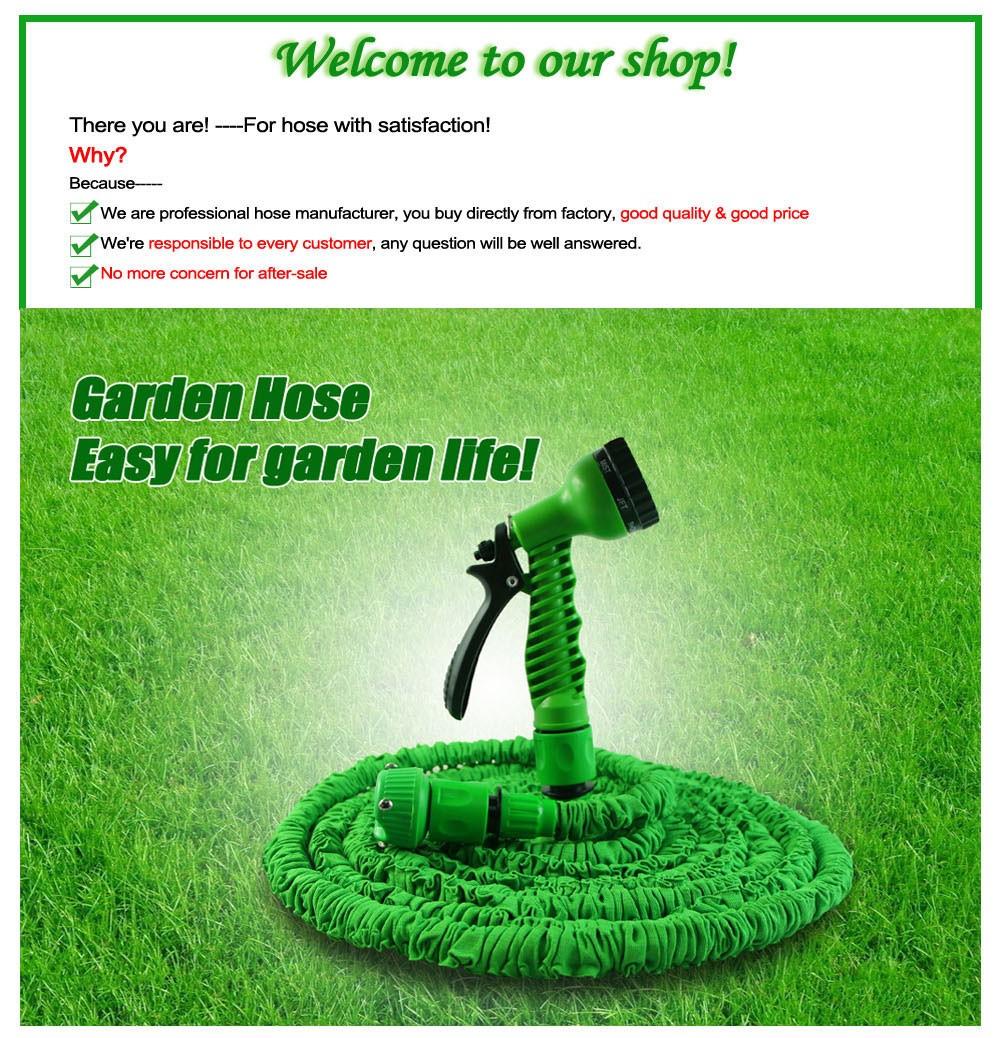 Welcome to our shop!
There you are! ----For hose with satisfaction!
Why?
Because-----
We are professional hose manufacturer, you buy directly from factory, good quality & good price
We're responsible to every customer, any question will be well answered.
No more concern for after-sale
Garden Hose
Easy for garden life!
MIST
JET